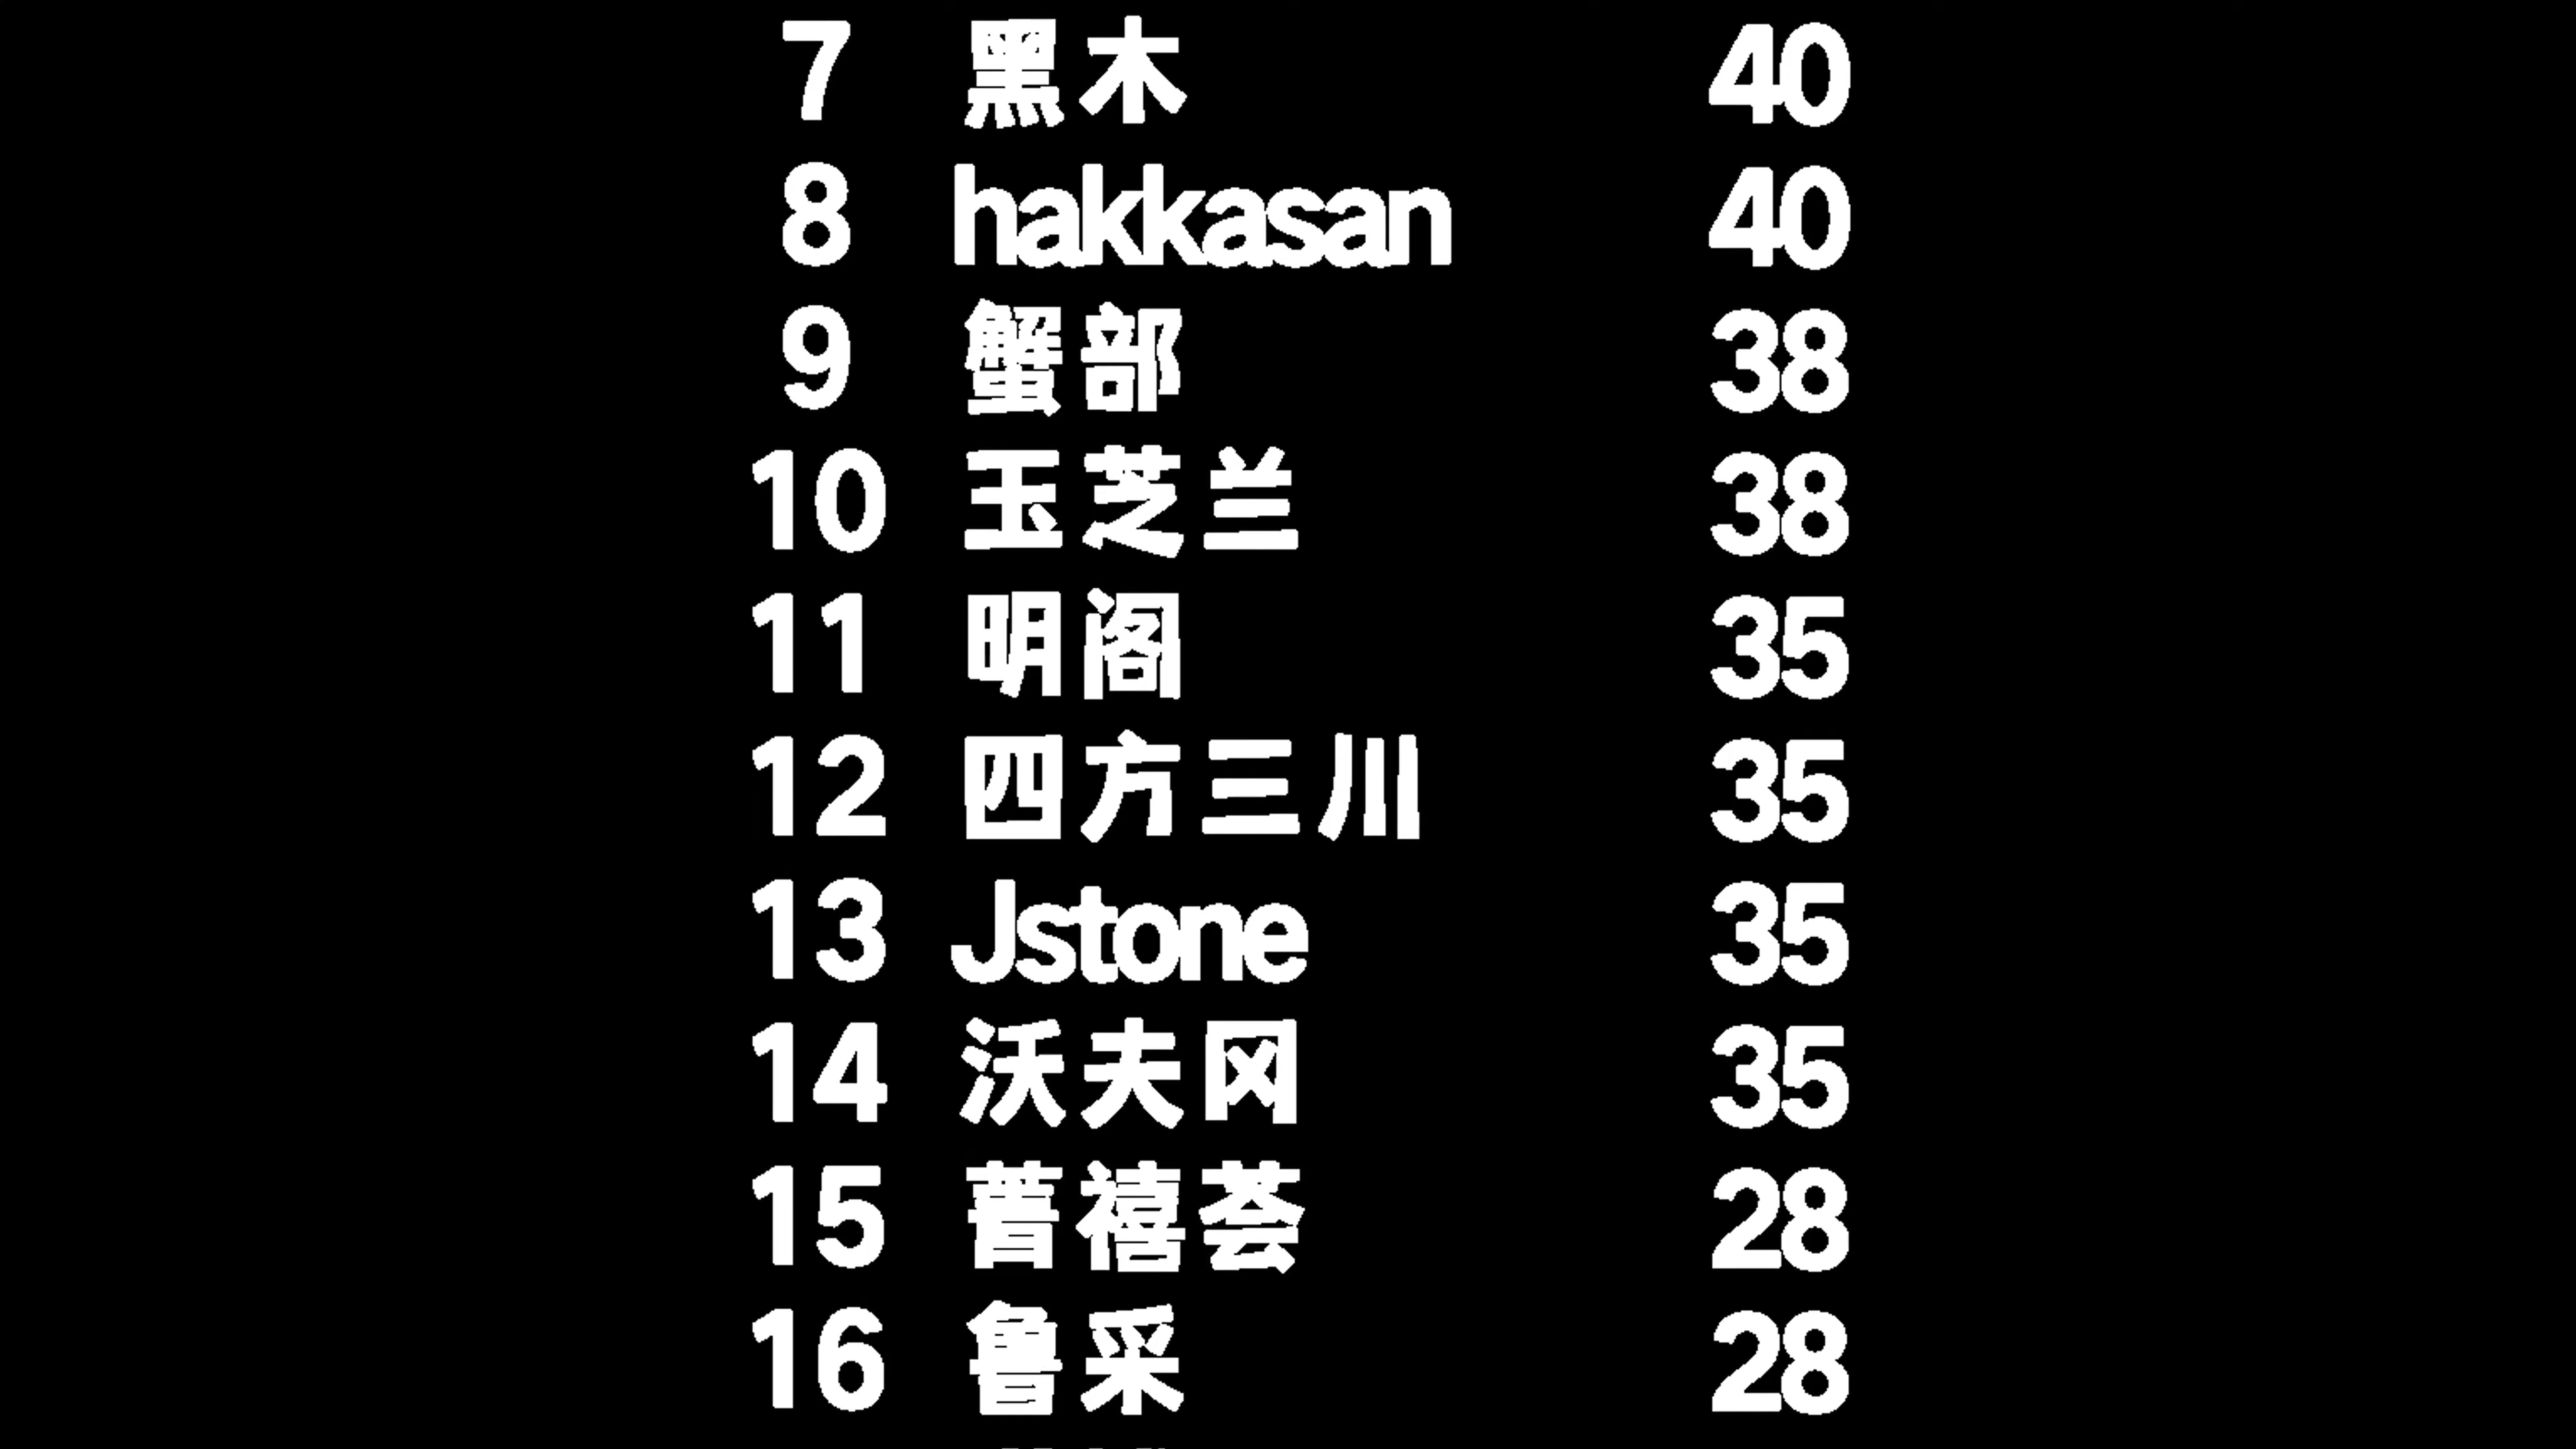 7 黑木 40
8 hakkasan 40
9 蟹部 38
10 玉芝兰 38
11 明阁 35
12 四方三川 35
13 Jstone 35
14 沃夫冈 35
15 菁禧荟 28
16 鲁采 28